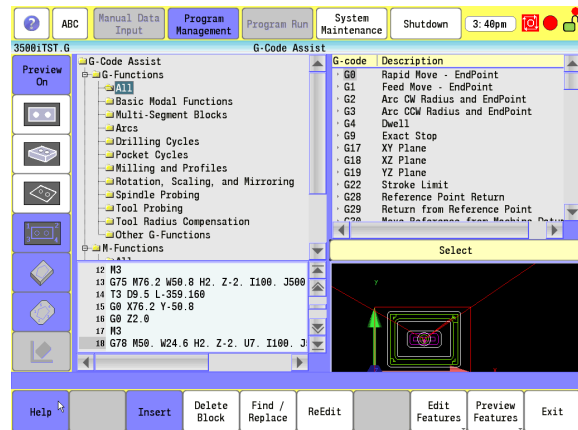 ?
ABC
Manual Data Input
Program Management
Program Run
System Maintenance
Shutdown
3:40pm
3500iTST.G
G-Code Assist
Preview On
G-Code Assist
G-Functions
All
Basic Modal Functions
Multi-Segment Blocks
Arcs
Drilling Cycles
Pocket Cycles
Milling and Profiles
Rotation, Scaling, and Mirroring
Spindle Probing
Tool Probing
Tool Radius Compensation
Other G-Functions
M-Functions
All
G-code Description
G0 Rapid Move - EndPoint
G1 Feed Move - EndPoint
G2 Arc CW Radius and EndPoint
G3 Arc CCW Radius and EndPoint
G4 Dwell
G9 Exact Stop
G17 XY Plane
G18 XZ Plane
G19 YZ Plane
G22 Stroke Limit
G28 Reference Point Return
G29 Return from Reference Point
Select
12 M3
13 G75 M76.2 W50.8 H2. Z-2. I100. J500
14 T3 D9.5 L-359.160
15 G0 X76.2 Y-50.8
16 G0 Z2.0
17 M3
18 G78 M50. W24.6 H2. Z-2. U7. I100. J
Y
X
Help
Insert
Delete Block
Find / Replace
ReEdit
Edit Features
Preview Features
Exit